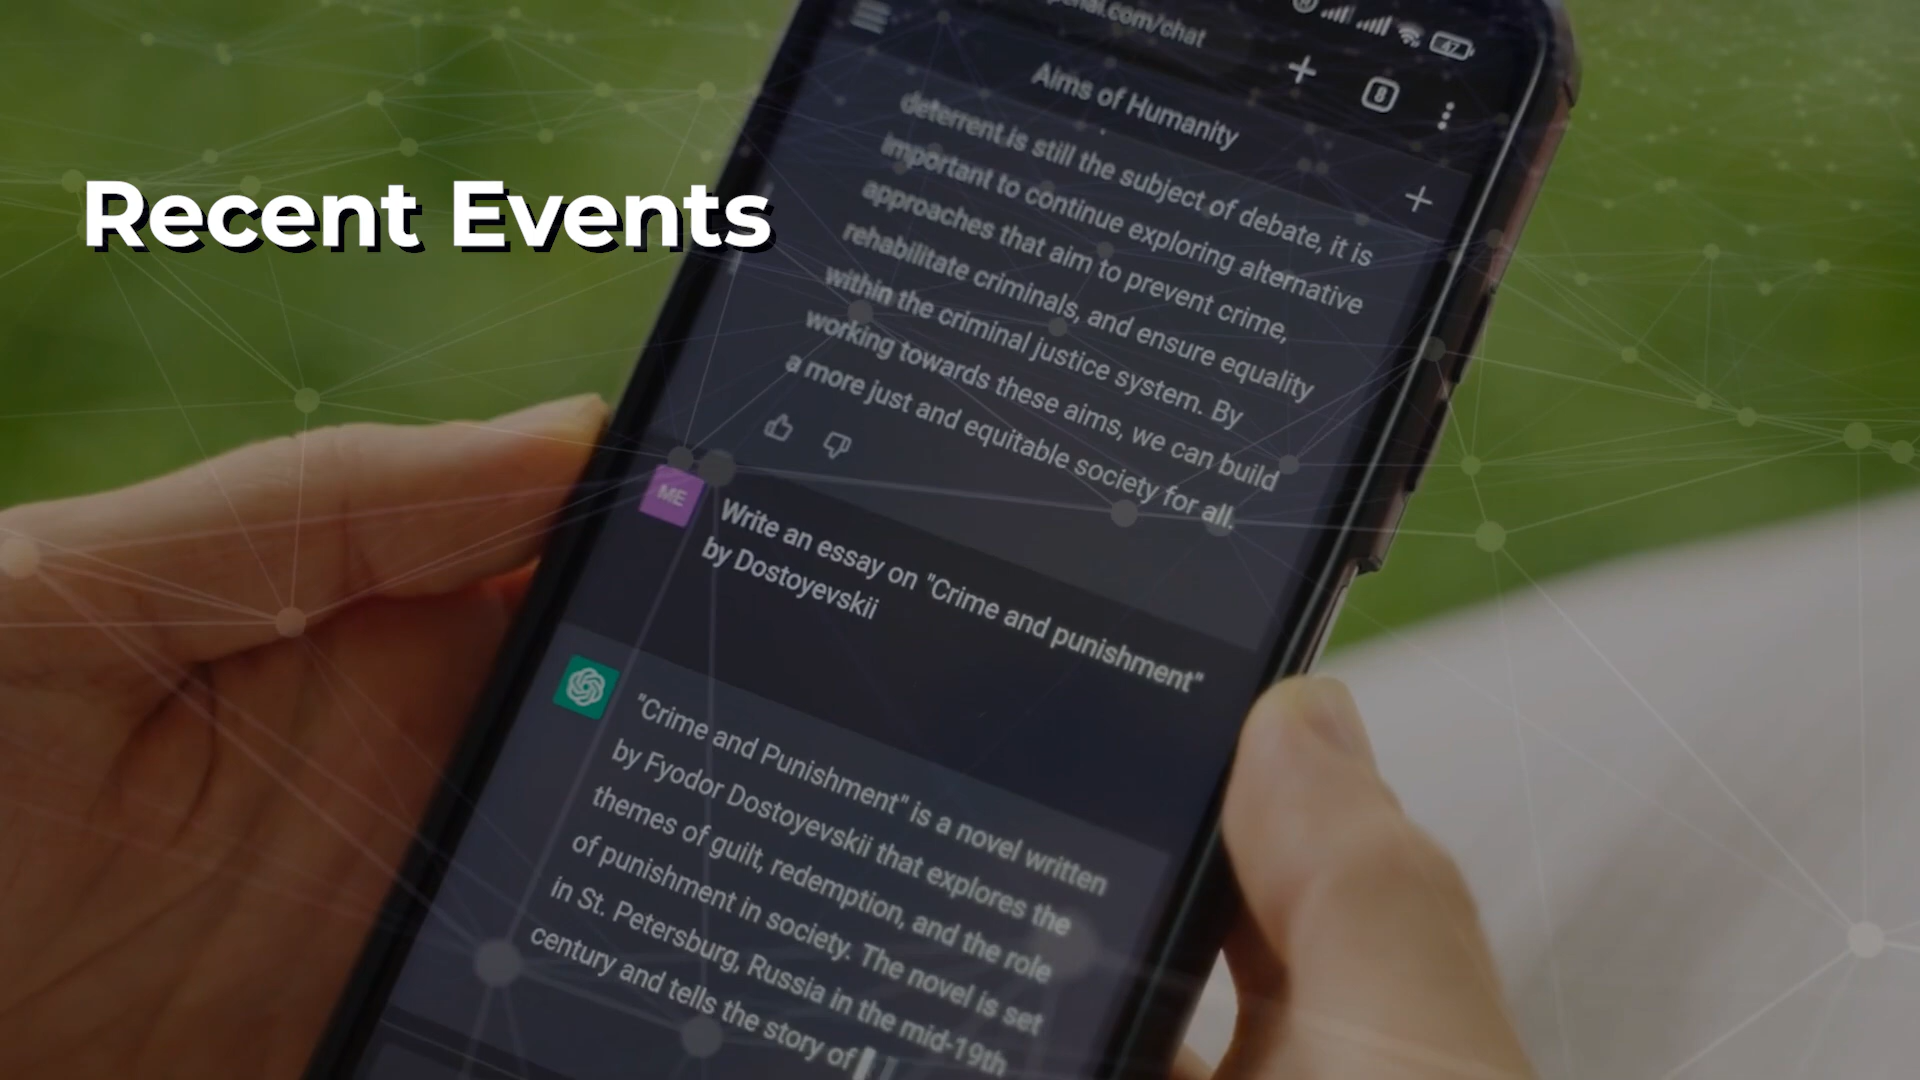 Recent Events
enai.com/chat
47
8
Aims of Humanity
deterrent is still the subject of debate, it is
important to continue exploring alternative
approaches that aim to prevent crime,
rehabilitate criminals, and ensure equality
within the criminal justice system. By
working towards these aims, we can build
a more just and equitable society for all.
ME
Write an essay on "Crime and punishment"
by Dostoyevskii
"Crime and Punishment" is a novel written
by Fyodor Dostoyevskii that explores the
themes of guilt, redemption, and the role
of punishment in society. The novel is set
in St. Petersburg, Russia in the mid-19th
century and tells the story of